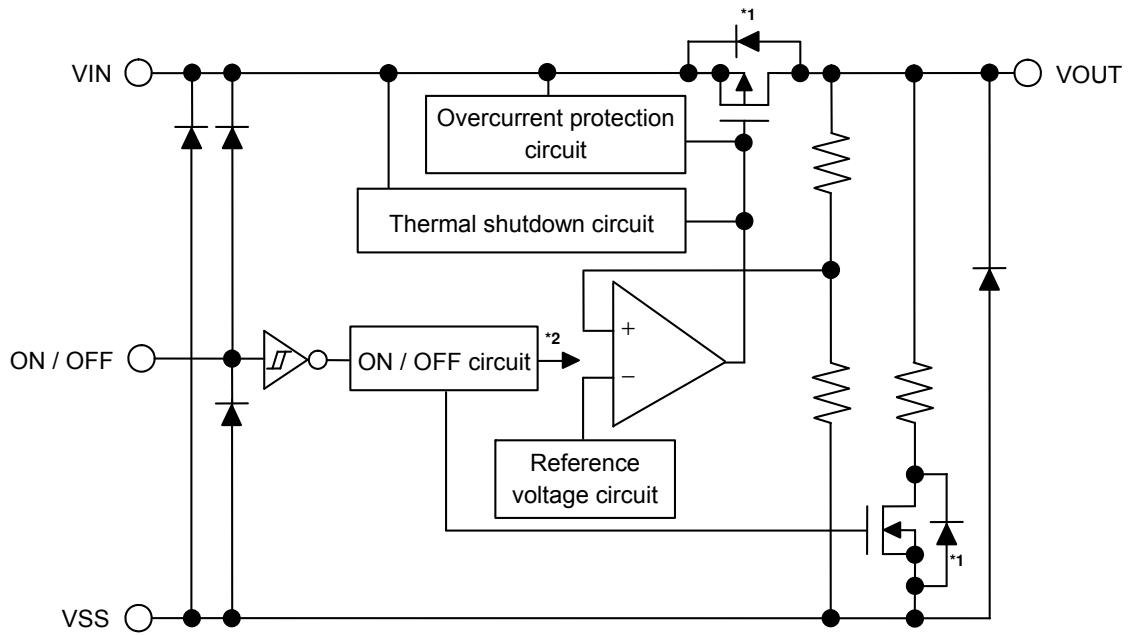 *1
VIN
VOUT
Overcurrent protection
circuit
Thermal shutdown circuit
+
ON / OFF
ON / OFF circuit
*2
−
Reference
voltage circuit
*1
VSS